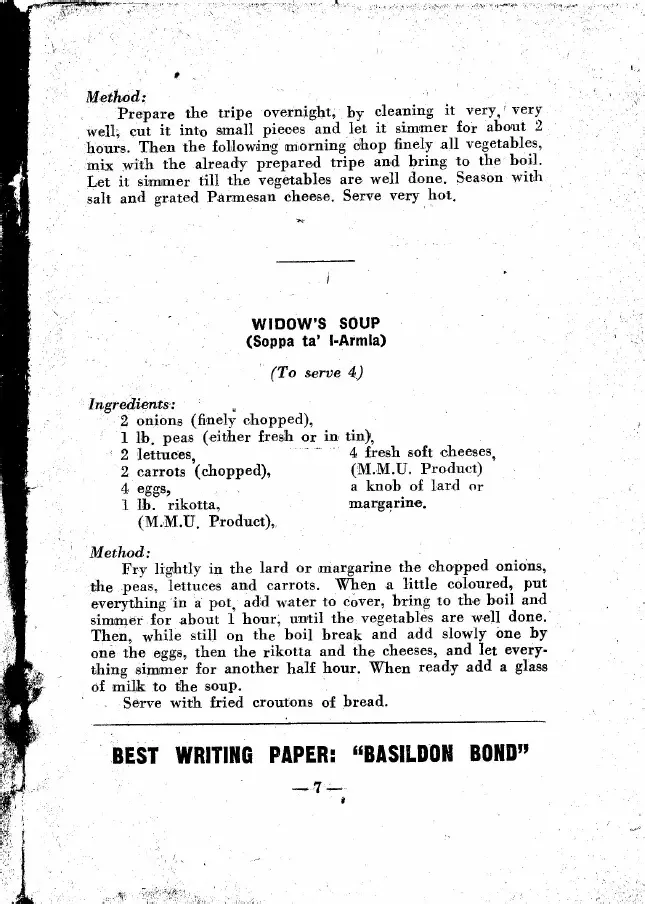 Method:
Prepare the tripe overnight, by cleaning it very, very
well, cut it into small pieces and let it simmer for about 2
hours. Then the following morning chop finely all vegetables,
mix with the already prepared tripe and bring to the boil.
Let it simmer till the vegetables are well done. Season with
salt and grated Parmesan cheese. Serve very hot.
WIDOW'S SOUP
(Soppa ta' l-Armla)
(To serve 4)
Ingredients:
2 onions (finely chopped),
1 lb. peas (either fresh or in tin),
2 lettuces,
2 carrots (chopped),
4 eggs,
1 lb. rikotta,
(M.M.U. Product),
4 fresh soft cheeses,
(M.M.U. Product)
a knob of lard or
margarine.
Method:
Fry lightly in the lard or margarine the chopped onions,
the peas, lettuces and carrots. When a little coloured, put
everything in a pot, add water to cover, bring to the boil and
simmer for about 1 hour, until the vegetables are well done.
Then, while still on the boil break and add slowly one by
one the eggs, then the rikotta and the cheeses, and let every-
thing simmer for another half hour. When ready add a glass
of milk to the soup.
Serve with fried croutons of bread.
BEST WRITING PAPER: "BASILDON BOND"
— 7 —